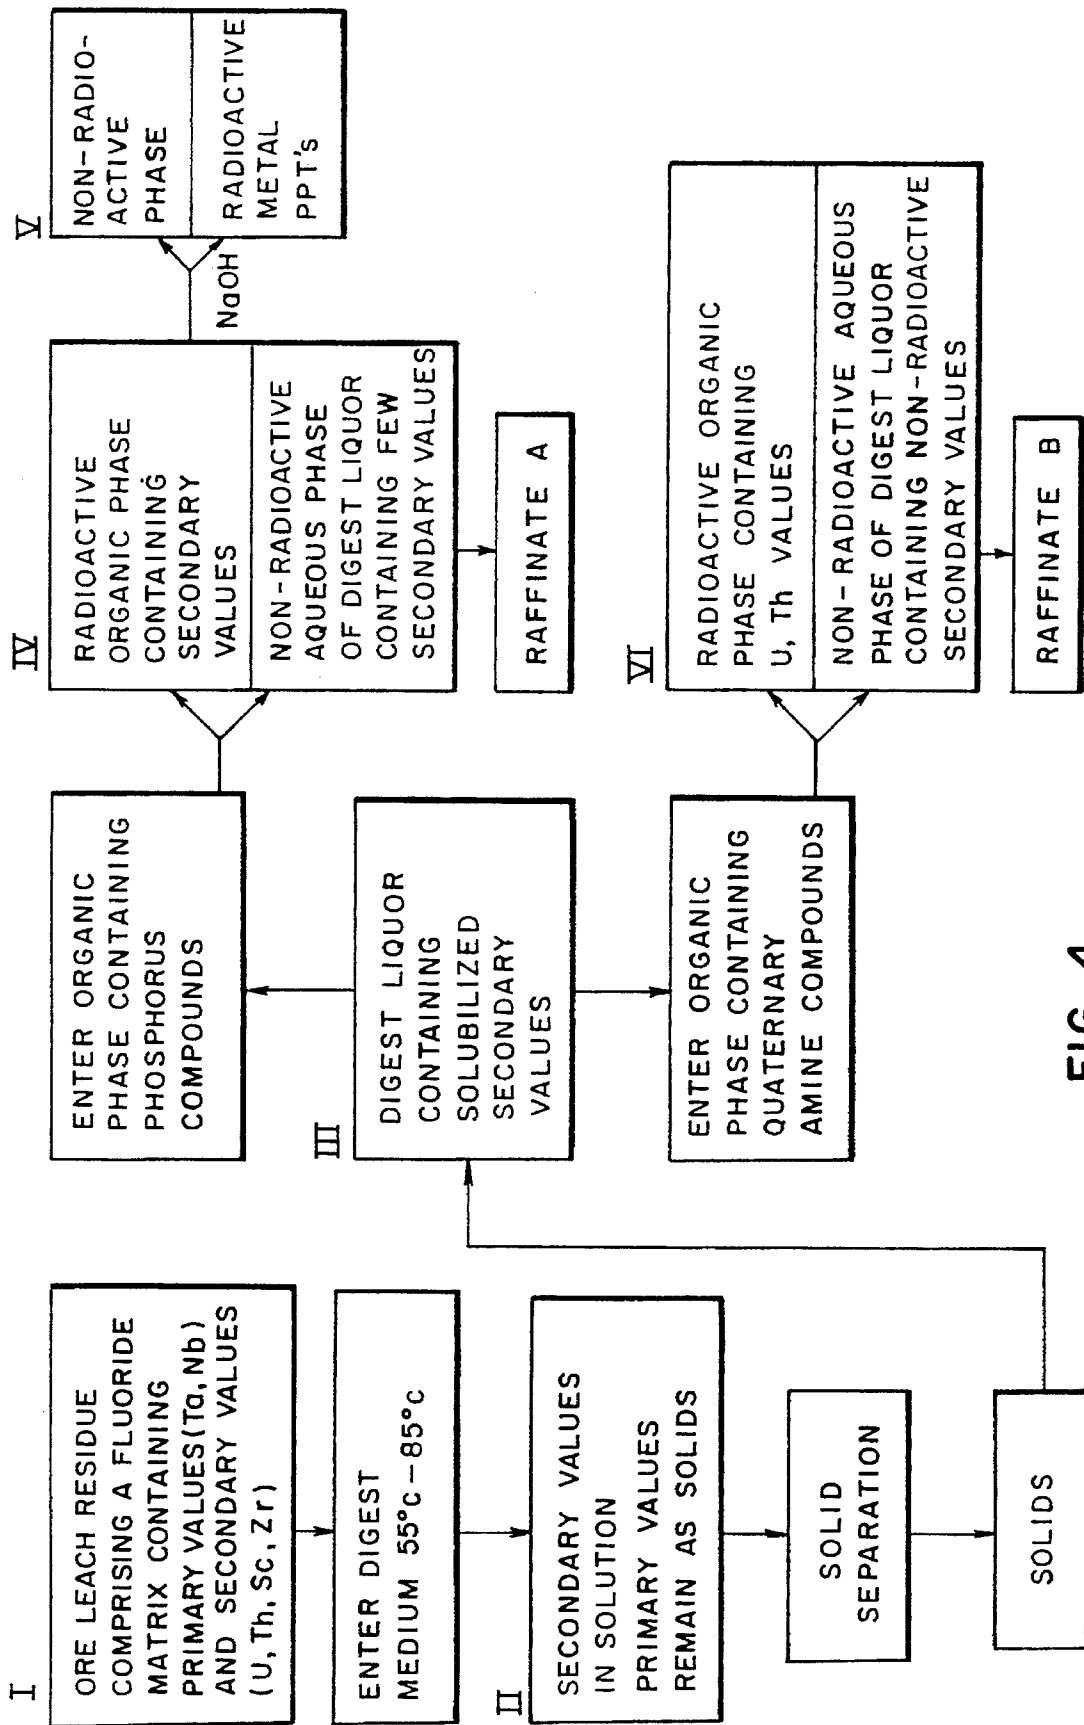 I
ORE LEACH RESIDUE
COMPRISING A FLUORIDE
MATRIX CONTAINING
PRIMARY VALUES(Ta,Nb)
AND SECONDARY VALUES
(U,Th,Sc,Zr)
ENTER DIGEST
MEDIUM 55°C-85°C
II
SECONDARY VALUES
IN SOLUTION
PRIMARY VALUES
REMAIN AS SOLIDS
SOLID
SEPARATION
SOLIDS
ENTER ORGANIC
PHASE CONTAINING
PHOSPHORUS
COMPOUNDS
III
DIGEST LIQUOR
CONTAINING
SOLUBILIZED
SECONDARY
VALUES
ENTER ORGANIC
PHASE CONTAINING
QUATERNARY
AMINE COMPOUNDS
IV
RADIOACTIVE
ORGANIC PHASE
CONTAINING
SECONDARY
VALUES
NON-RADIOACTIVE
AQUEOUS PHASE
OF DIGEST LIQUOR
CONTAINING FEW
SECONDARY VALUES
RAFFINATE A
NaOH
V
NON-RADIO-
ACTIVE
PHASE
RADIOACTIVE
METAL
PPT's
VI
RADIOACTIVE ORGANIC
PHASE CONTAINING
U, Th VALUES
NON-RADIOACTIVE AQUEOUS
PHASE OF DIGEST LIQUOR
CONTAINING NON-RADIOACTIVE
SECONDARY VALUES
RAFFINATE B